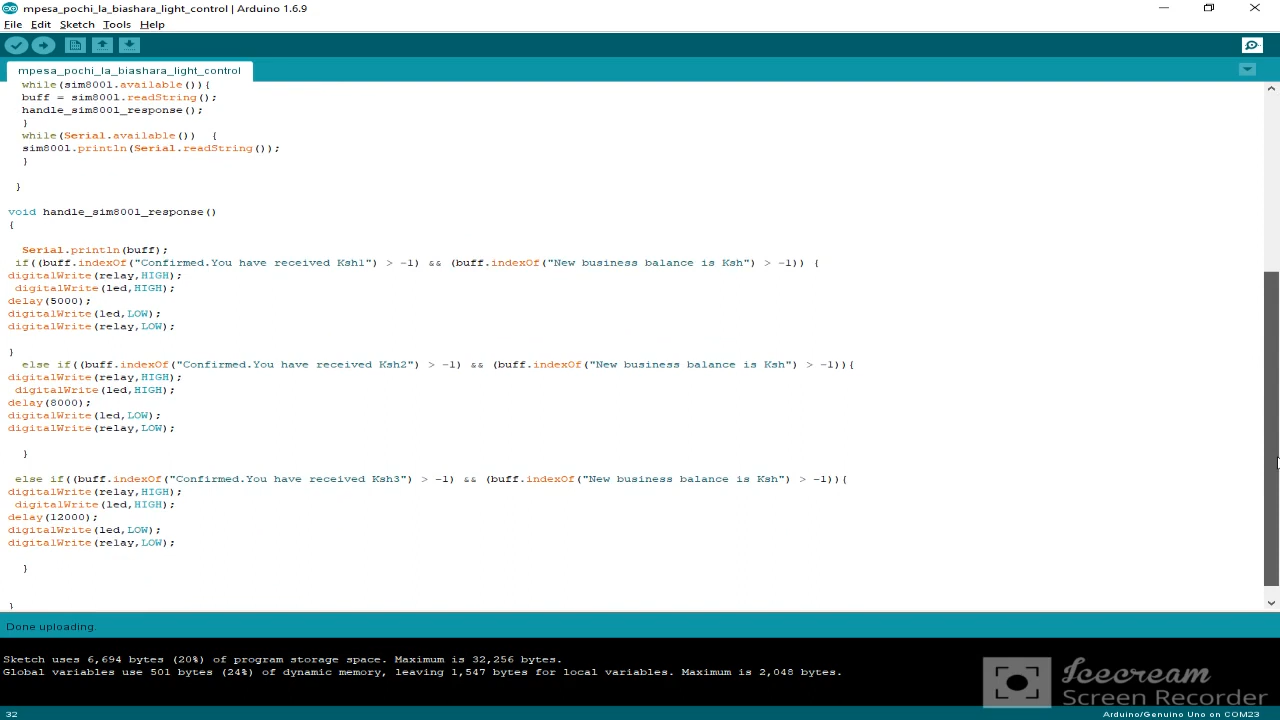 mpesa_pochi_la_biashara_light_control | Arduino 1.6.9
File Edit Sketch Tools Help
mpesa_pochi_la_biashara_light_control
while(sim800l.available()){
buff = sim800l.readString();
handle_sim800l_response();
}
while(Serial.available())  {
sim800l.println(Serial.readString());
}
}
void handle_sim800l_response()
{
Serial.println(buff);
if((buff.indexOf("Confirmed.You have received Ksh1") > -1) && (buff.indexOf("New business balance is Ksh") > -1)) {
digitalWrite(relay,HIGH);
digitalWrite(led,HIGH);
delay(5000);
digitalWrite(led,LOW);
digitalWrite(relay,LOW);
}
else if((buff.indexOf("Confirmed.You have received Ksh2") > -1) && (buff.indexOf("New business balance is Ksh") > -1)){
digitalWrite(relay,HIGH);
digitalWrite(led,HIGH);
delay(8000);
digitalWrite(led,LOW);
digitalWrite(relay,LOW);
}
else if((buff.indexOf("Confirmed.You have received Ksh3") > -1) && (buff.indexOf("New business balance is Ksh") > -1)){
digitalWrite(relay,HIGH);
digitalWrite(led,HIGH);
delay(12000);
digitalWrite(led,LOW);
digitalWrite(relay,LOW);
}
}
Done uploading.
Sketch uses 6,694 bytes (20%) of program storage space. Maximum is 32,256 bytes.
Global variables use 501 bytes (24%) of dynamic memory, leaving 1,547 bytes for local variables. Maximum is 2,048 bytes.
Icecream
Screen Recorder
32 Arduino/Genuino Uno on COM23